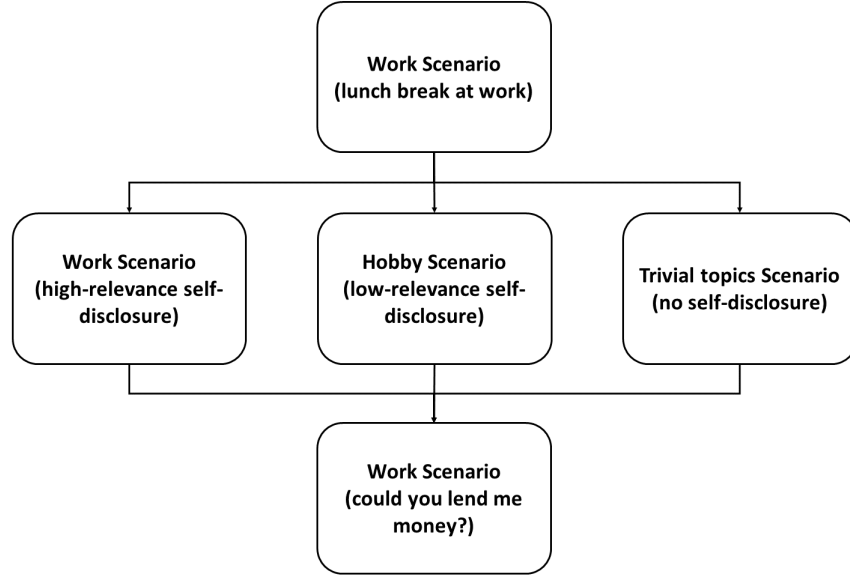 Work Scenario
(lunch break at work)
Work Scenario
(high-relevance self-
disclosure)
Hobby Scenario
(low-relevance self-
disclosure)
Trivial topics Scenario
(no self-disclosure)
Work Scenario
(could you lend me
money?)